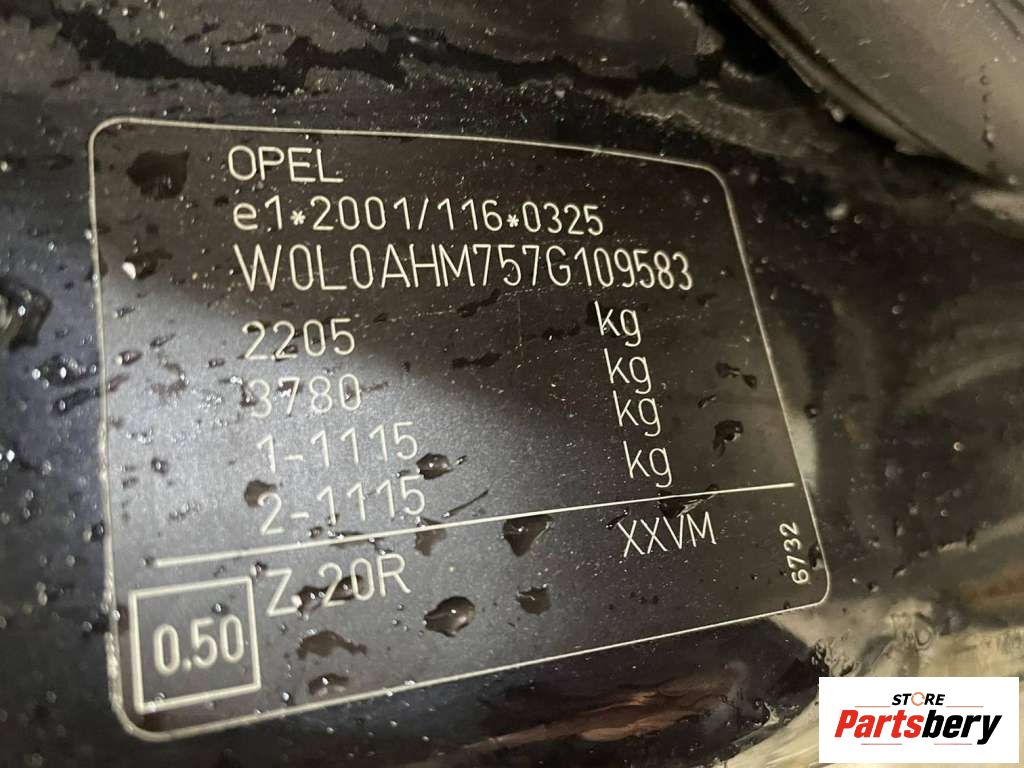 OPEL
e1*2001/116*0325
W0L0AHM757G109583
2205 kg
3780 kg
1-1115 kg
2-1115 kg
0.50 Z 20R XXVM 6732
STORE
Partsbery